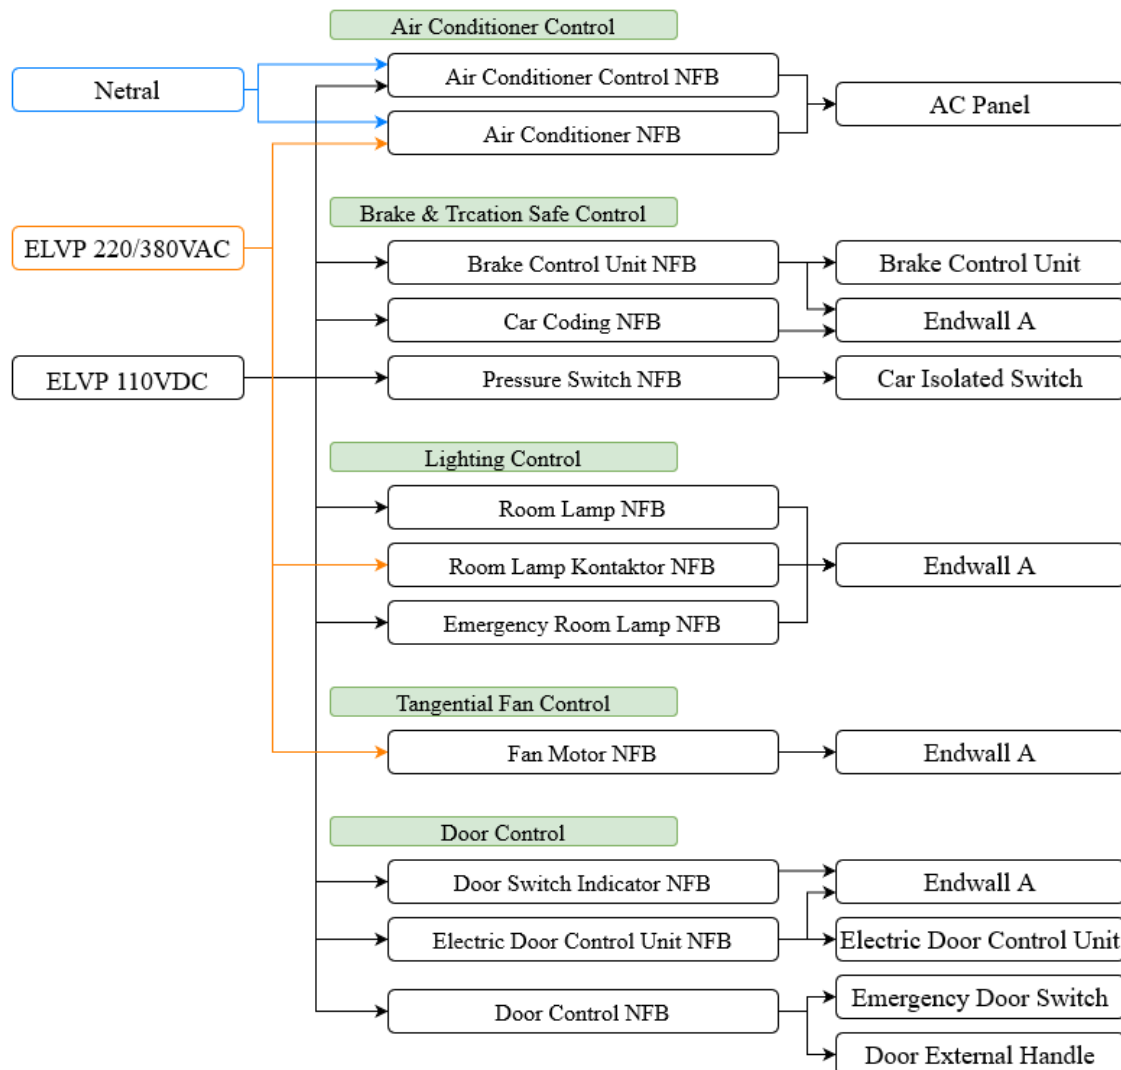 Air Conditioner Control
Netral
Air Conditioner Control NFB
AC Panel
Air Conditioner NFB
Brake & Trcation Safe Control
ELVP 220/380VAC
Brake Control Unit NFB
Brake Control Unit
Car Coding NFB
Endwall A
ELVP 110VDC
Pressure Switch NFB
Car Isolated Switch
Lighting Control
Room Lamp NFB
Room Lamp Kontaktor NFB
Endwall A
Emergency Room Lamp NFB
Tangential Fan Control
Fan Motor NFB
Endwall A
Door Control
Door Switch Indicator NFB
Endwall A
Electric Door Control Unit NFB
Electric Door Control Unit
Door Control NFB
Emergency Door Switch
Door External Handle